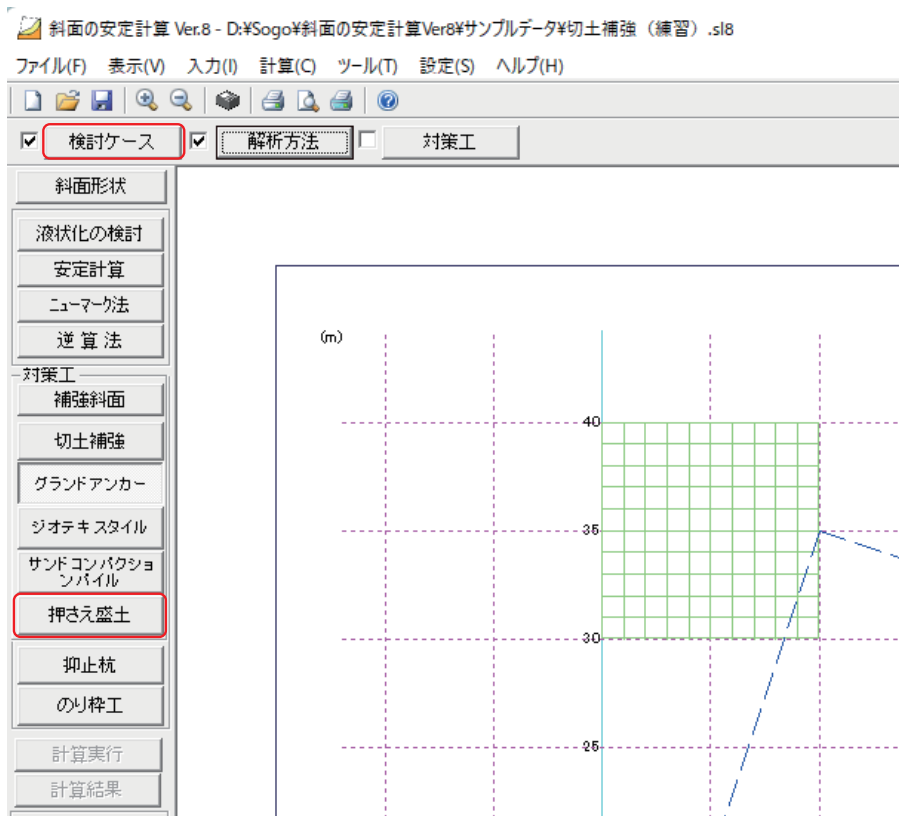 斜面の安定計算 Ver.8 - D:¥Sogo¥斜面の安定計算Ver8¥サンプルデータ¥切土補強（練習）.sl8
ファイル(F) 表示(V) 入力(I) 計算(C) ツール(T) 設定(S) ヘルプ(H)
検討ケース 解析方法 対策工
斜面形状
液状化の検討
安定計算
ニューマーク法
逆 算 法
対策工
補強斜面
切土補強
グランドアンカー
ジオテキスタイル
サンドコンパクショ
ンパイル
押さえ盛土
抑止杭
のり枠工
計算実行
計算結果
(m)
40
35
30
25